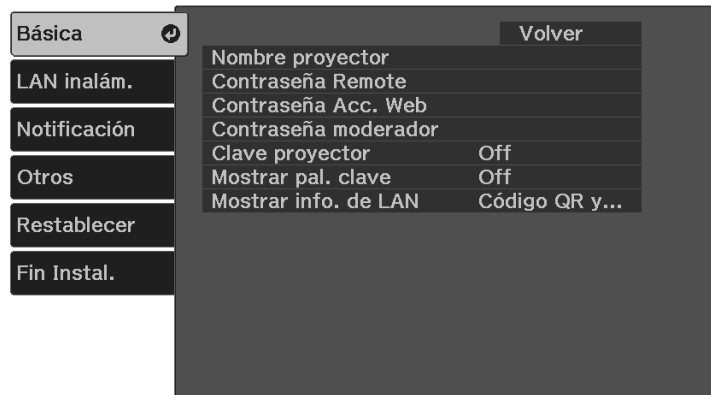 Básica
LAN inalám.
Notificación
Otros
Restablecer
Fin Instal.
Volver
Nombre proyector
Contraseña Remote
Contraseña Acc. Web
Contraseña moderador
Clave proyector Off
Mostrar pal. clave Off
Mostrar info. de LAN Código QR y...